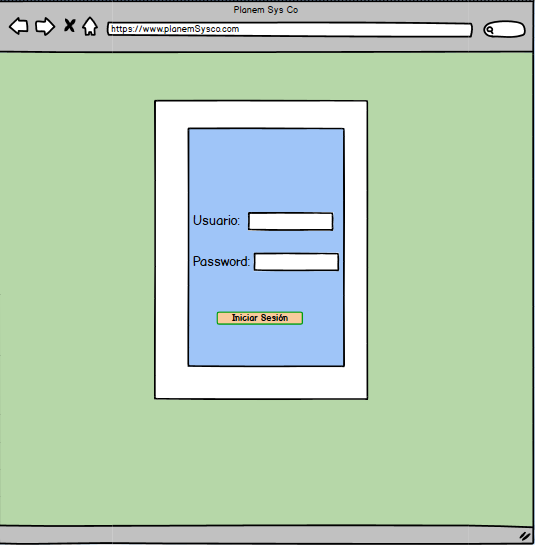 Planem Sys Co
https://www.planemSysco.com
Usuario:
Password:
Iniciar Sesión